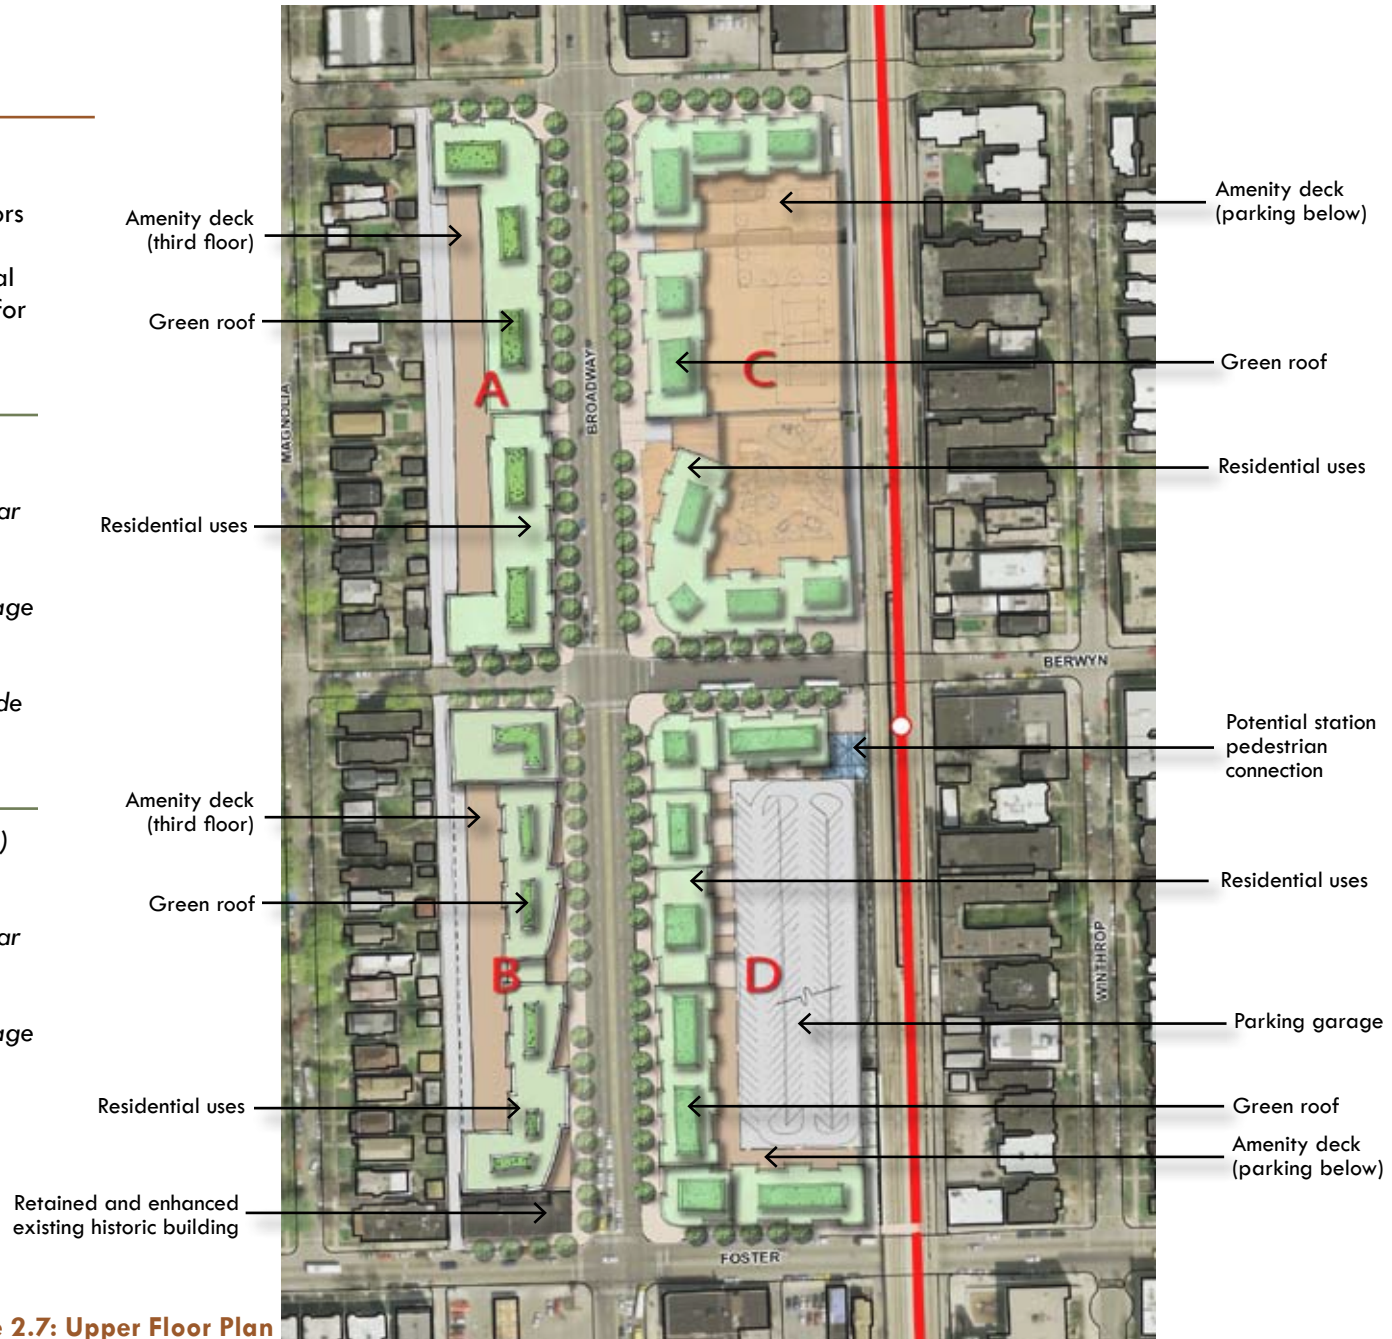 ors
al
for
ar
age
de
)
ar
age
Amenity deck
(third floor)
Green roof
Residential uses
Amenity deck
(third floor)
Green roof
Residential uses
Retained and enhanced
existing historic building
MAGNOLIA
BROADWAY
A
B
C
D
BERWYN
WINTHROP
FOSTER
Amenity deck
(parking below)
Green roof
Residential uses
Potential station
pedestrian
connection
Residential uses
Parking garage
Green roof
Amenity deck
(parking below)
e 2.7: Upper Floor Plan